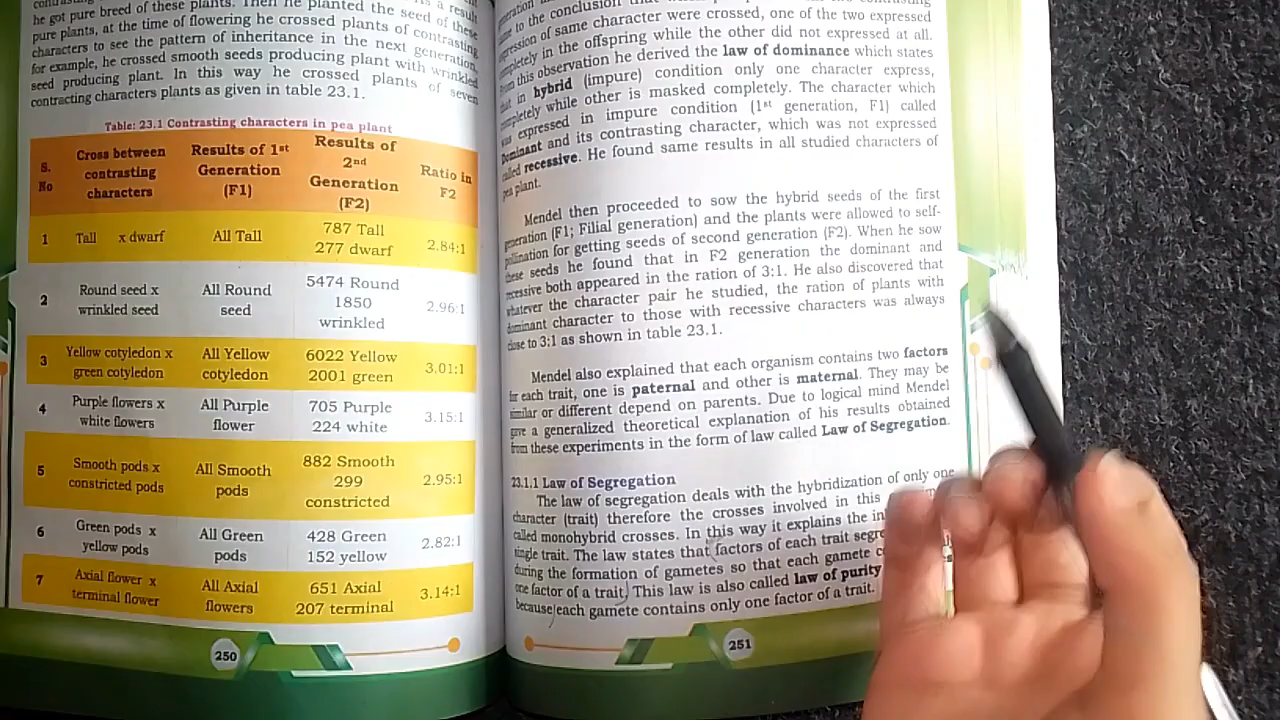 a result
he got pure breed of these plants. Then he planted the seed of these
pure plants, at the time of flowering he crossed plants of contrasting
characters to see the pattern of inheritance in the next generation,
for example, he crossed smooth seeds producing plant with wrinkled
seed producing plant. In this way he crossed plants of seven
contracting characters plants as given in table 23.1.
Table: 23.1 Contrasting characters in pea plant
S. No Cross between contrasting characters Results of 1st Generation (F1) Results of 2nd Generation (F2) Ratio in F2
1 Tall x dwarf All Tall 787 Tall 277 dwarf 2.84:1
2 Round seed x wrinkled seed All Round seed 5474 Round 1850 wrinkled 2.96:1
3 Yellow cotyledon x green cotyledon All Yellow cotyledon 6022 Yellow 2001 green 3.01:1
4 Purple flowers x white flowers All Purple flower 705 Purple 224 white 3.15:1
5 Smooth pods x constricted pods All Smooth pods 882 Smooth 299 constricted 2.95:1
6 Green pods x yellow pods All Green pods 428 Green 152 yellow 2.82:1
7 Axial flower x terminal flower All Axial flowers 651 Axial 207 terminal 3.14:1
250
to the conclusion that
of same character were crossed, one of the two expressed
in the offspring while the other did not expressed at all.
this observation he derived the law of dominance which states
in hybrid (impure) condition only one character express,
completely while other is masked completely. The character which
was expressed in impure condition (1st generation, F1) called
Dominant and its contrasting character, which was not expressed
called recessive. He found same results in all studied characters of
pea plant.
Mendel then proceeded to sow the hybrid seeds of the first
generation (F1; Filial generation) and the plants were allowed to self-
pollination for getting seeds of second generation (F2). When he sow
these seeds he found that in F2 generation the dominant and
recessive both appeared in the ration of 3:1. He also discovered that
whatever the character pair he studied, the ration of plants with
dominant character to those with recessive characters was always
close to 3:1 as shown in table 23.1.
Mendel also explained that each organism contains two factors
for each trait, one is paternal and other is maternal. They may be
similar or different depend on parents. Due to logical mind Mendel
gave a generalized theoretical explanation of his results obtained
from these experiments in the form of law called Law of Segregation.
23.1.1 Law of Segregation
The law of segregation deals with the hybridization of only one
character (trait) therefore the crosses involved in this
called monohybrid crosses. In this way it explains the
single trait. The law states that factors of each trait
during the formation of gametes so that each gamete
one factor of a trait. This law is also called law of purity
because each gamete contains only one factor of a trait.
251